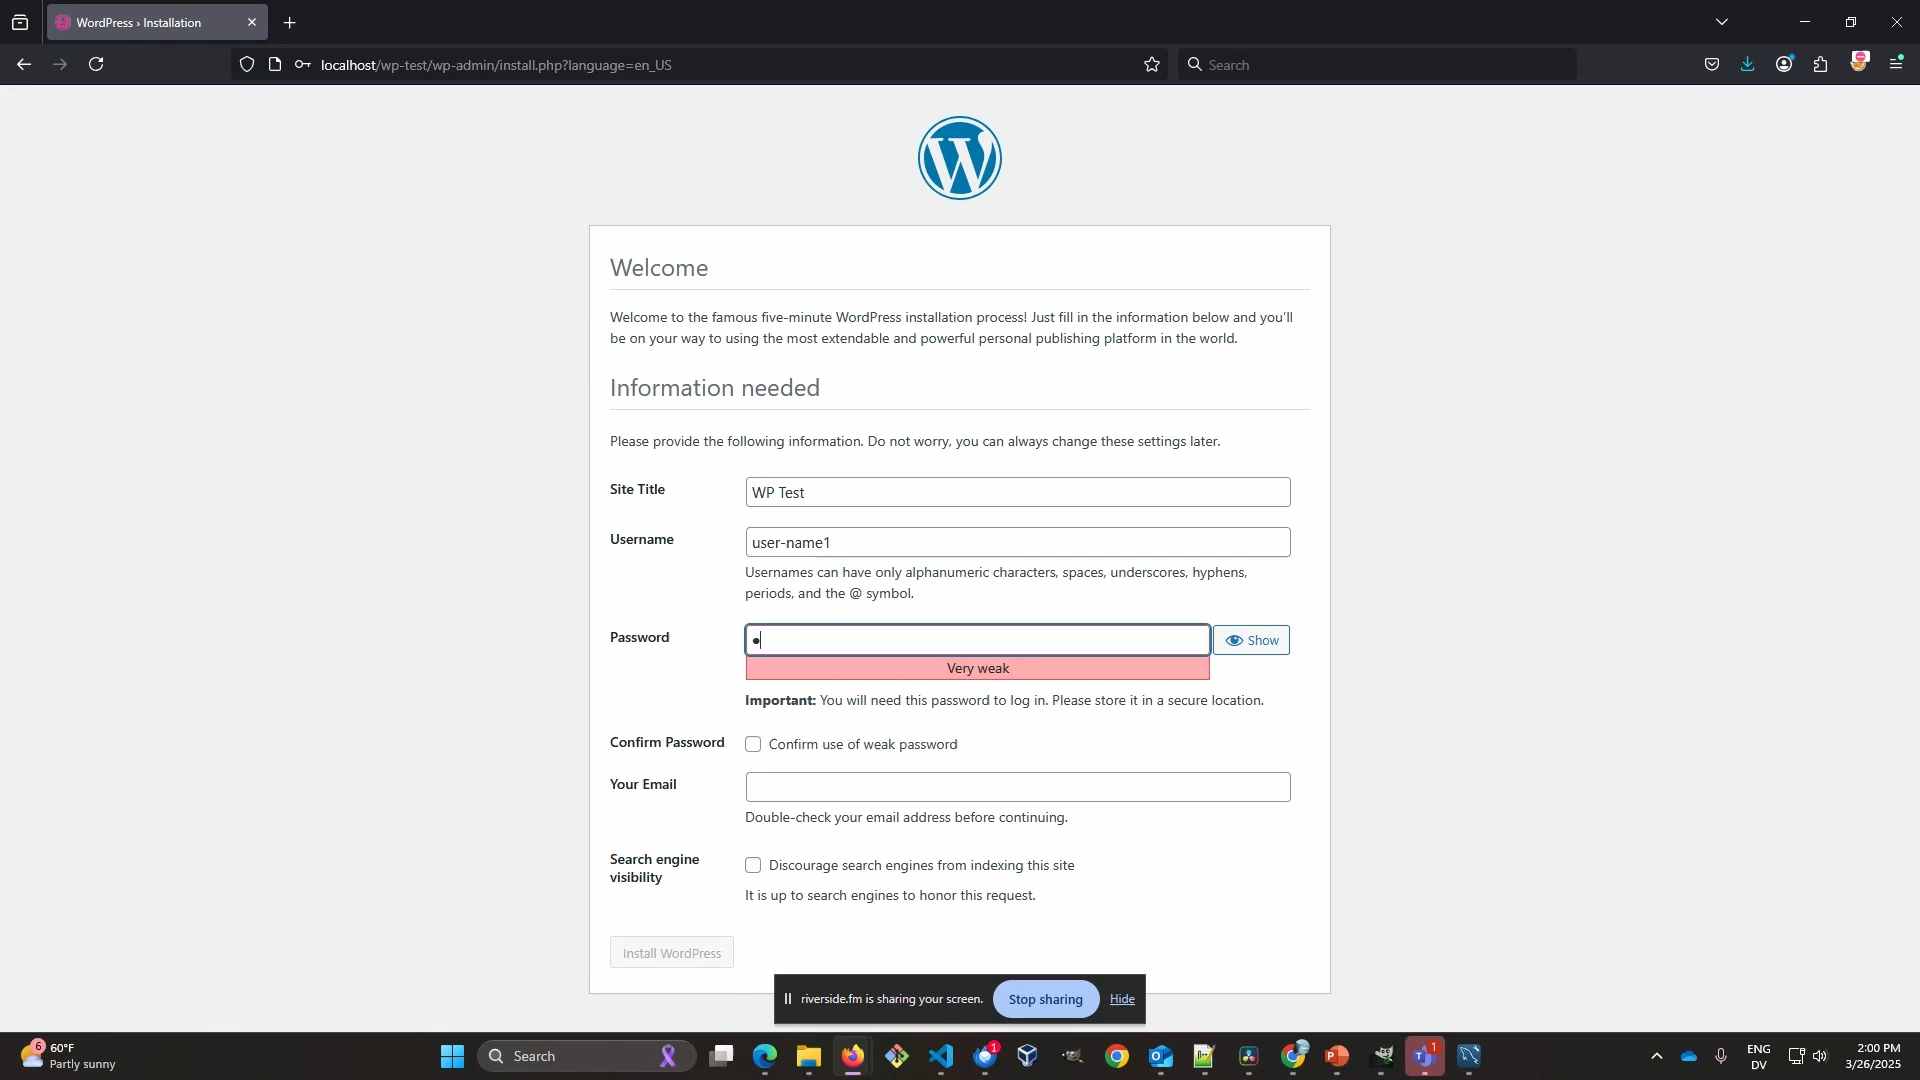 WordPress › Installation
localhost/wp-test/wp-admin/install.php?language=en_US
Search
Welcome
Welcome to the famous five-minute WordPress installation process! Just fill in the information below and you’ll
be on your way to using the most extendable and powerful personal publishing platform in the world.
Information needed
Please provide the following information. Do not worry, you can always change these settings later.
Site Title
WP Test
Username
user-name1
Usernames can have only alphanumeric characters, spaces, underscores, hyphens,
periods, and the @ symbol.
Password
Show
Very weak
Important: You will need this password to log in. Please store it in a secure location.
Confirm Password
Confirm use of weak password
Your Email
Double-check your email address before continuing.
Search engine
visibility
Discourage search engines from indexing this site
It is up to search engines to honor this request.
Install WordPress
riverside.fm is sharing your screen.
Stop sharing
Hide
6
60°F
Partly sunny
Search
1
1
ENG
DV
2:00 PM
3/26/2025